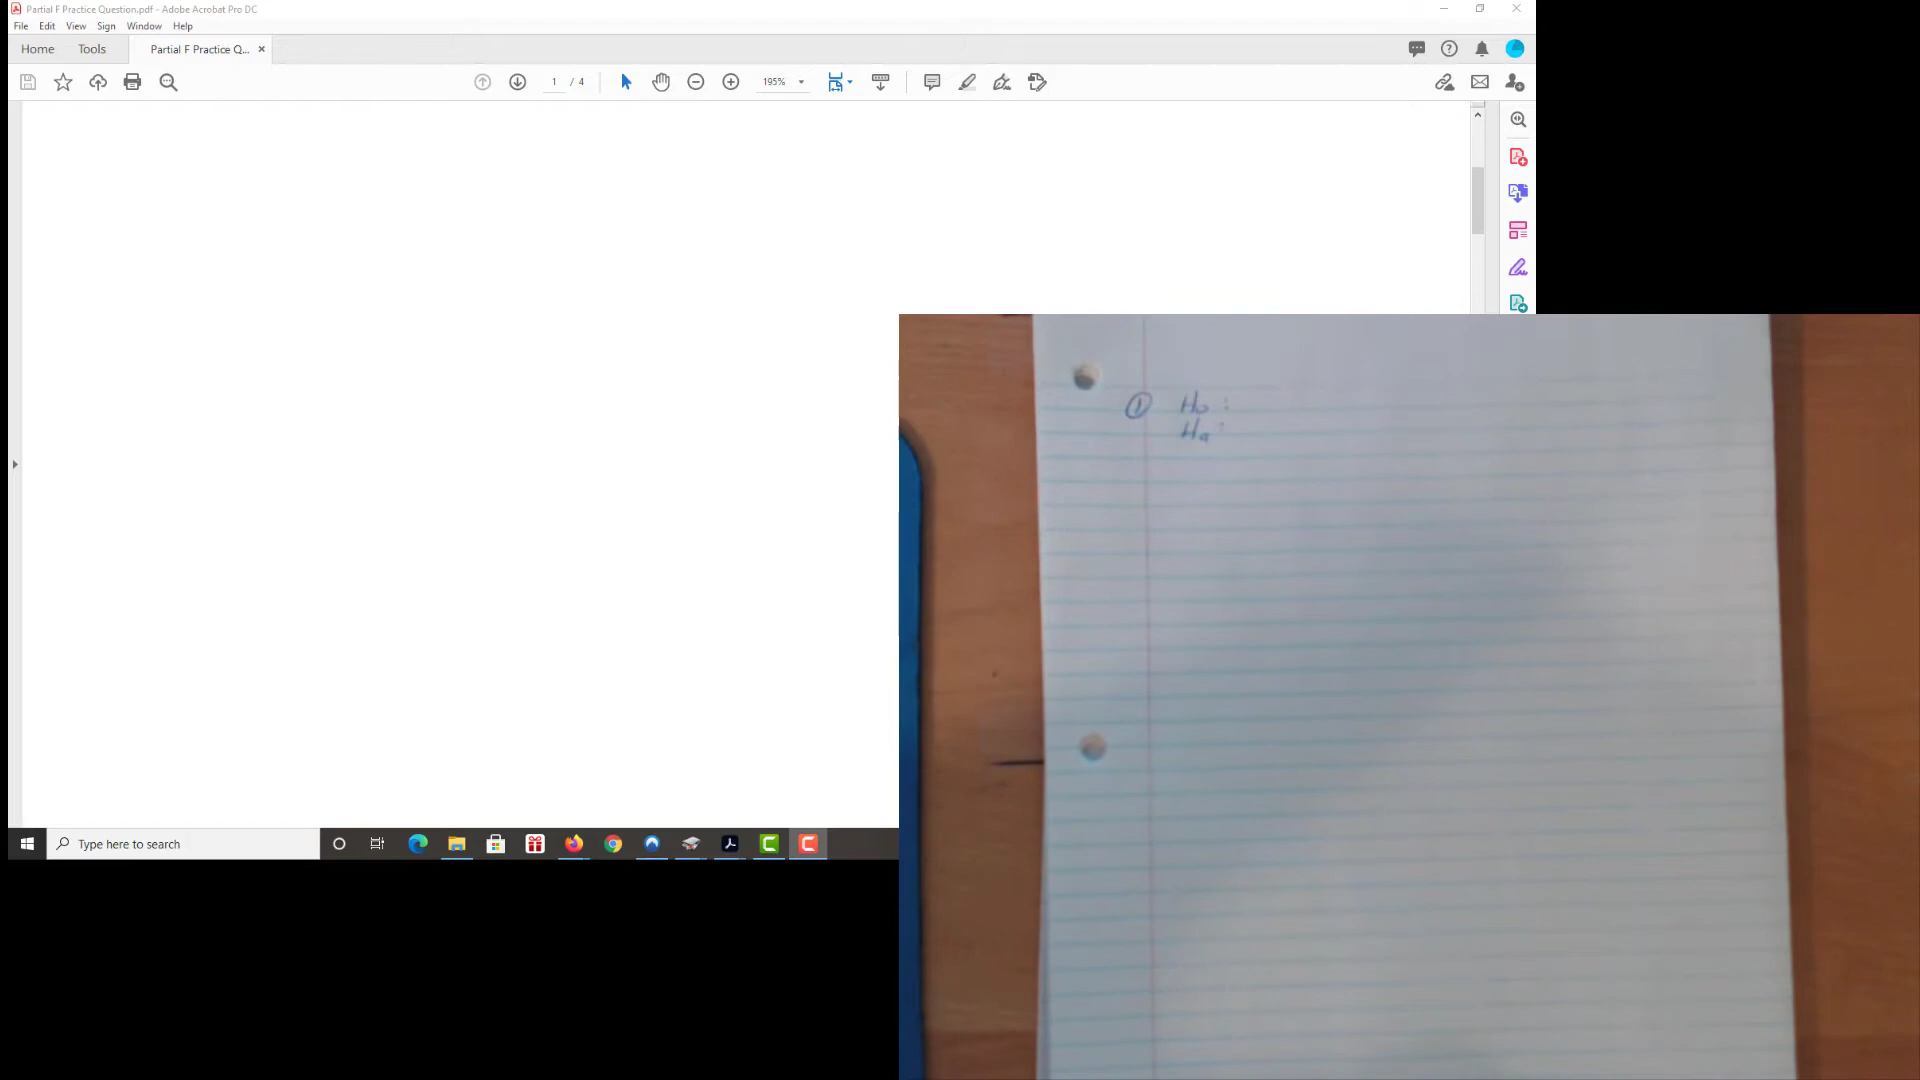 Partial F Practice Question.pdf - Adobe Acrobat Pro DC
File Edit View Sign Window Help
Home Tools Partial F Practice Q... ×
1 / 4 195%
① H₀ :
Hₐ :
Type here to search